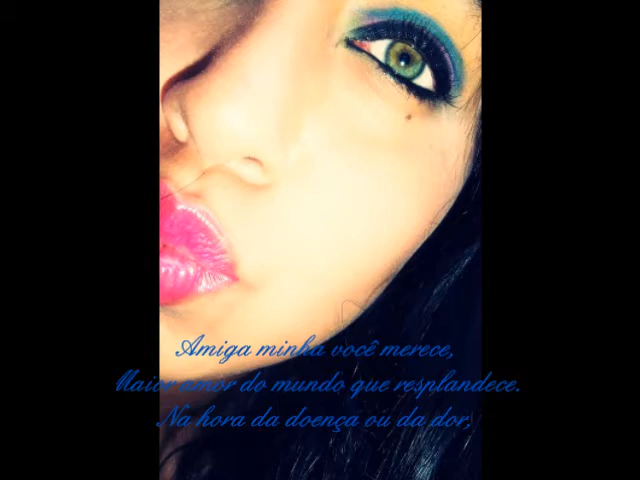 Amiga minha você merece,
Maior amor do mundo que resplandece.
Na hora da doença ou da dor,